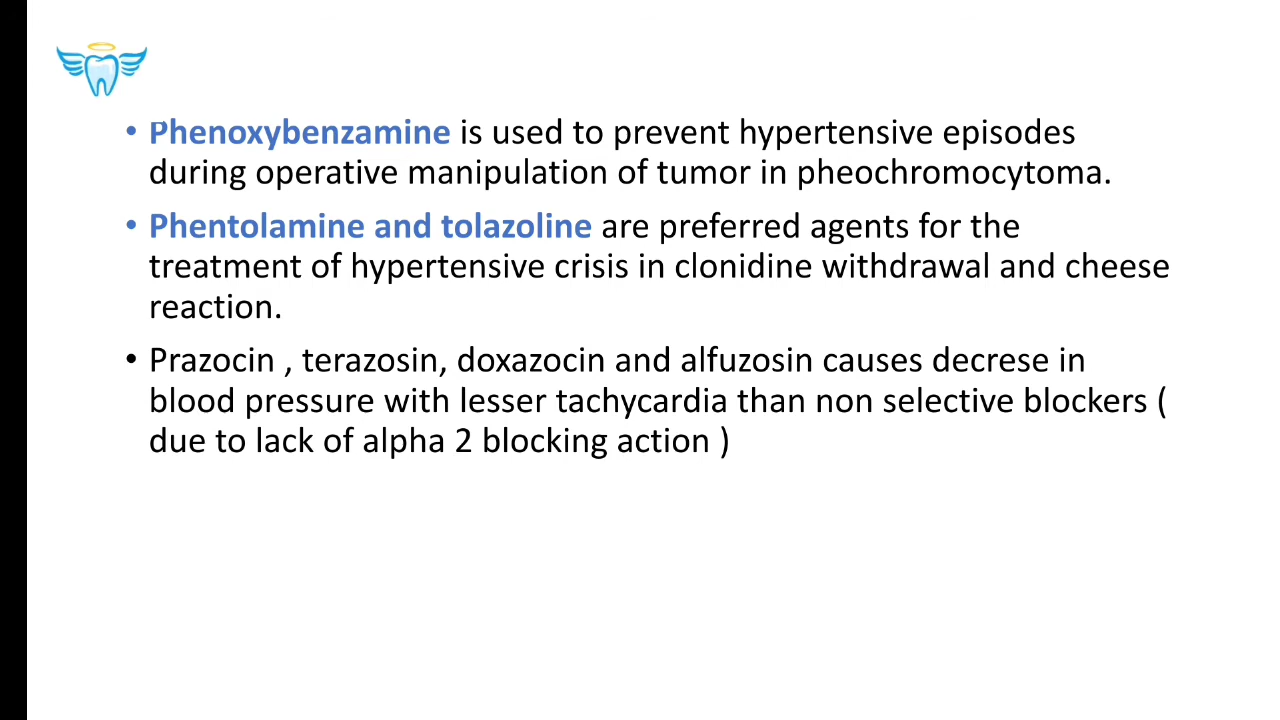 • Phenoxybenzamine is used to prevent hypertensive episodes
during operative manipulation of tumor in pheochromocytoma.
• Phentolamine and tolazoline are preferred agents for the
treatment of hypertensive crisis in clonidine withdrawal and cheese
reaction.
• Prazocin , terazosin, doxazocin and alfuzosin causes decrese in
blood pressure with lesser tachycardia than non selective blockers (
due to lack of alpha 2 blocking action )